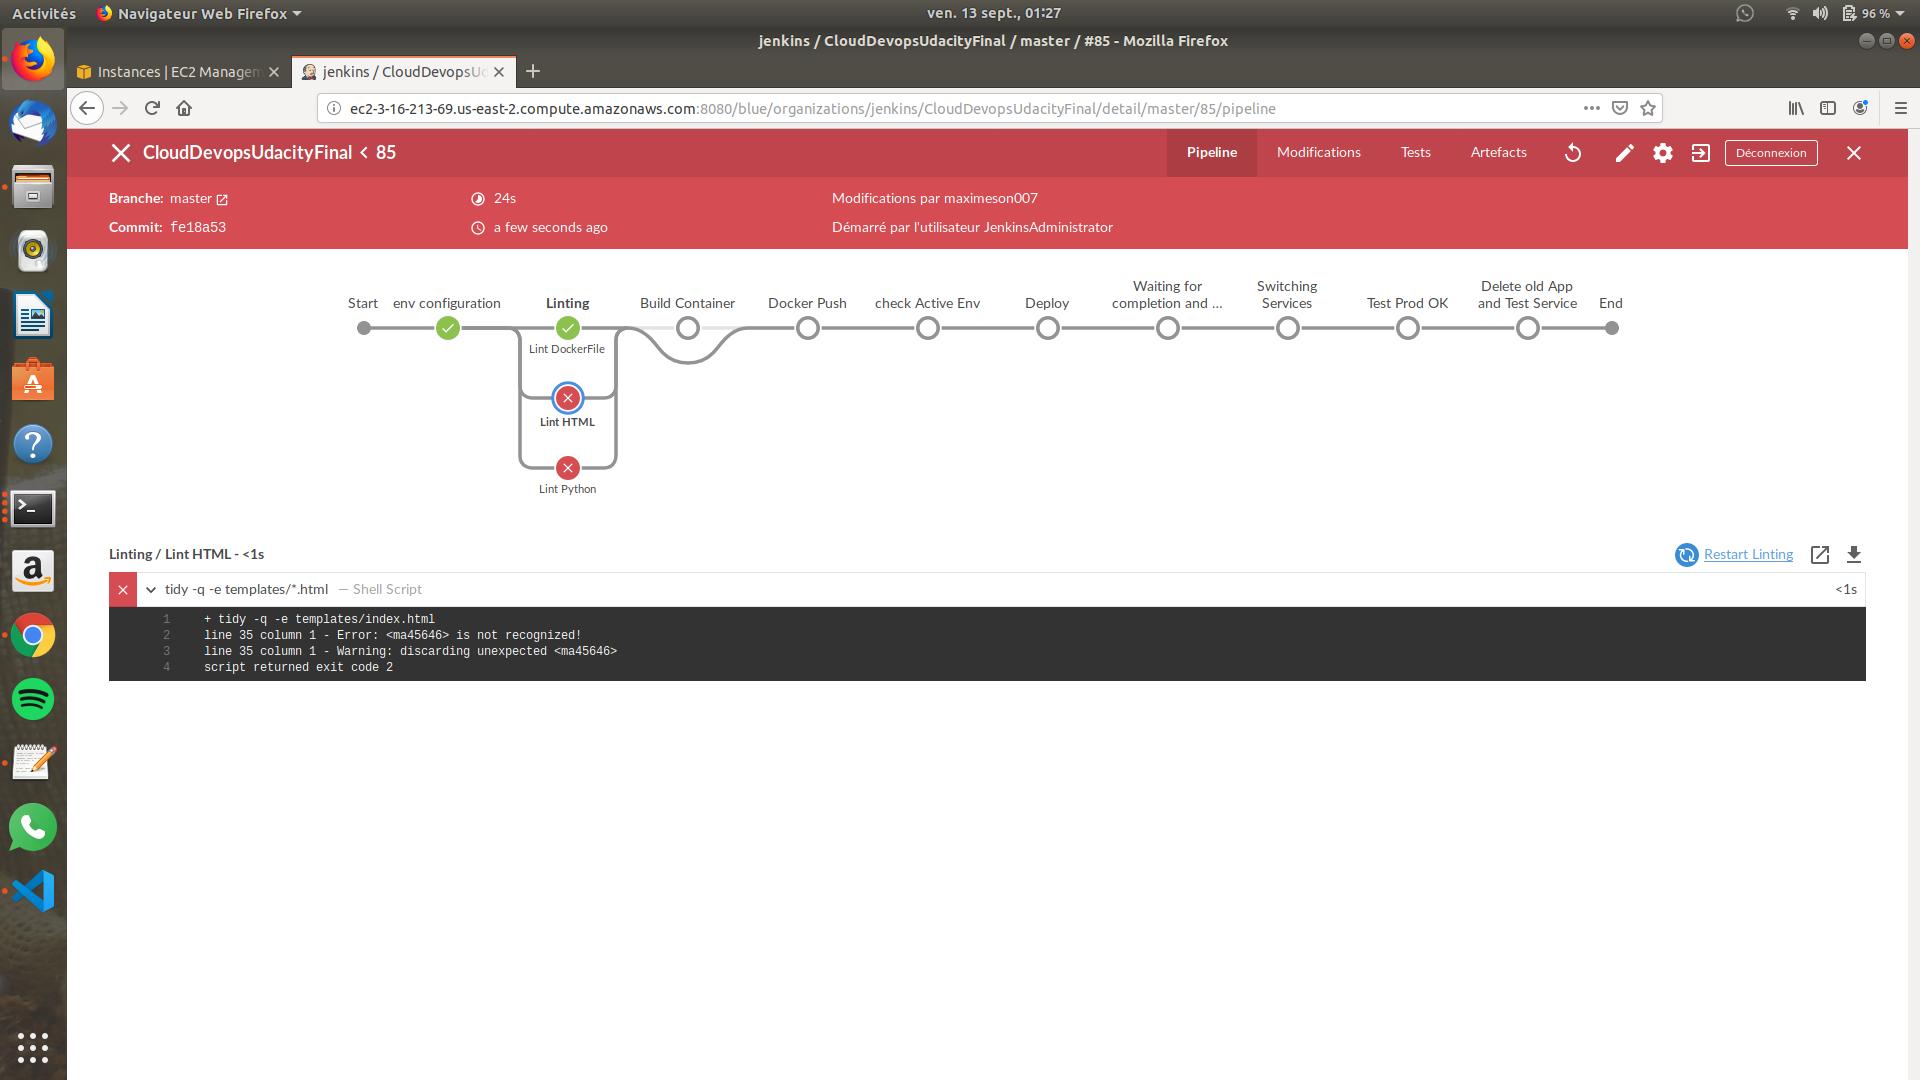 Activités
Navigateur Web Firefox
ven. 13 sept., 01:27
96 %
jenkins / CloudDevopsUdacityFinal / master / #85 - Mozilla Firefox
Instances | EC2 Managem
jenkins / CloudDevopsUd
ec2-3-16-213-69.us-east-2.compute.amazonaws.com:8080/blue/organizations/jenkins/CloudDevopsUdacityFinal/detail/master/85/pipeline
CloudDevopsUdacityFinal < 85
Pipeline
Modifications
Tests
Artefacts
Déconnexion
Branche: master
24s
Modifications par maximeson007
Commit: fe18a53
a few seconds ago
Démarré par l'utilisateur JenkinsAdministrator
Start
env configuration
Linting
Build Container
Docker Push
check Active Env
Deploy
Waiting for
completion and ...
Switching
Services
Test Prod OK
Delete old App
and Test Service
End
Lint DockerFile
Lint HTML
Lint Python
Linting / Lint HTML - <1s
Restart Linting
tidy -q -e templates/*.html — Shell Script
<1s
1 + tidy -q -e templates/index.html
2 line 35 column 1 - Error: <ma45646> is not recognized!
3 line 35 column 1 - Warning: discarding unexpected <ma45646>
4 script returned exit code 2